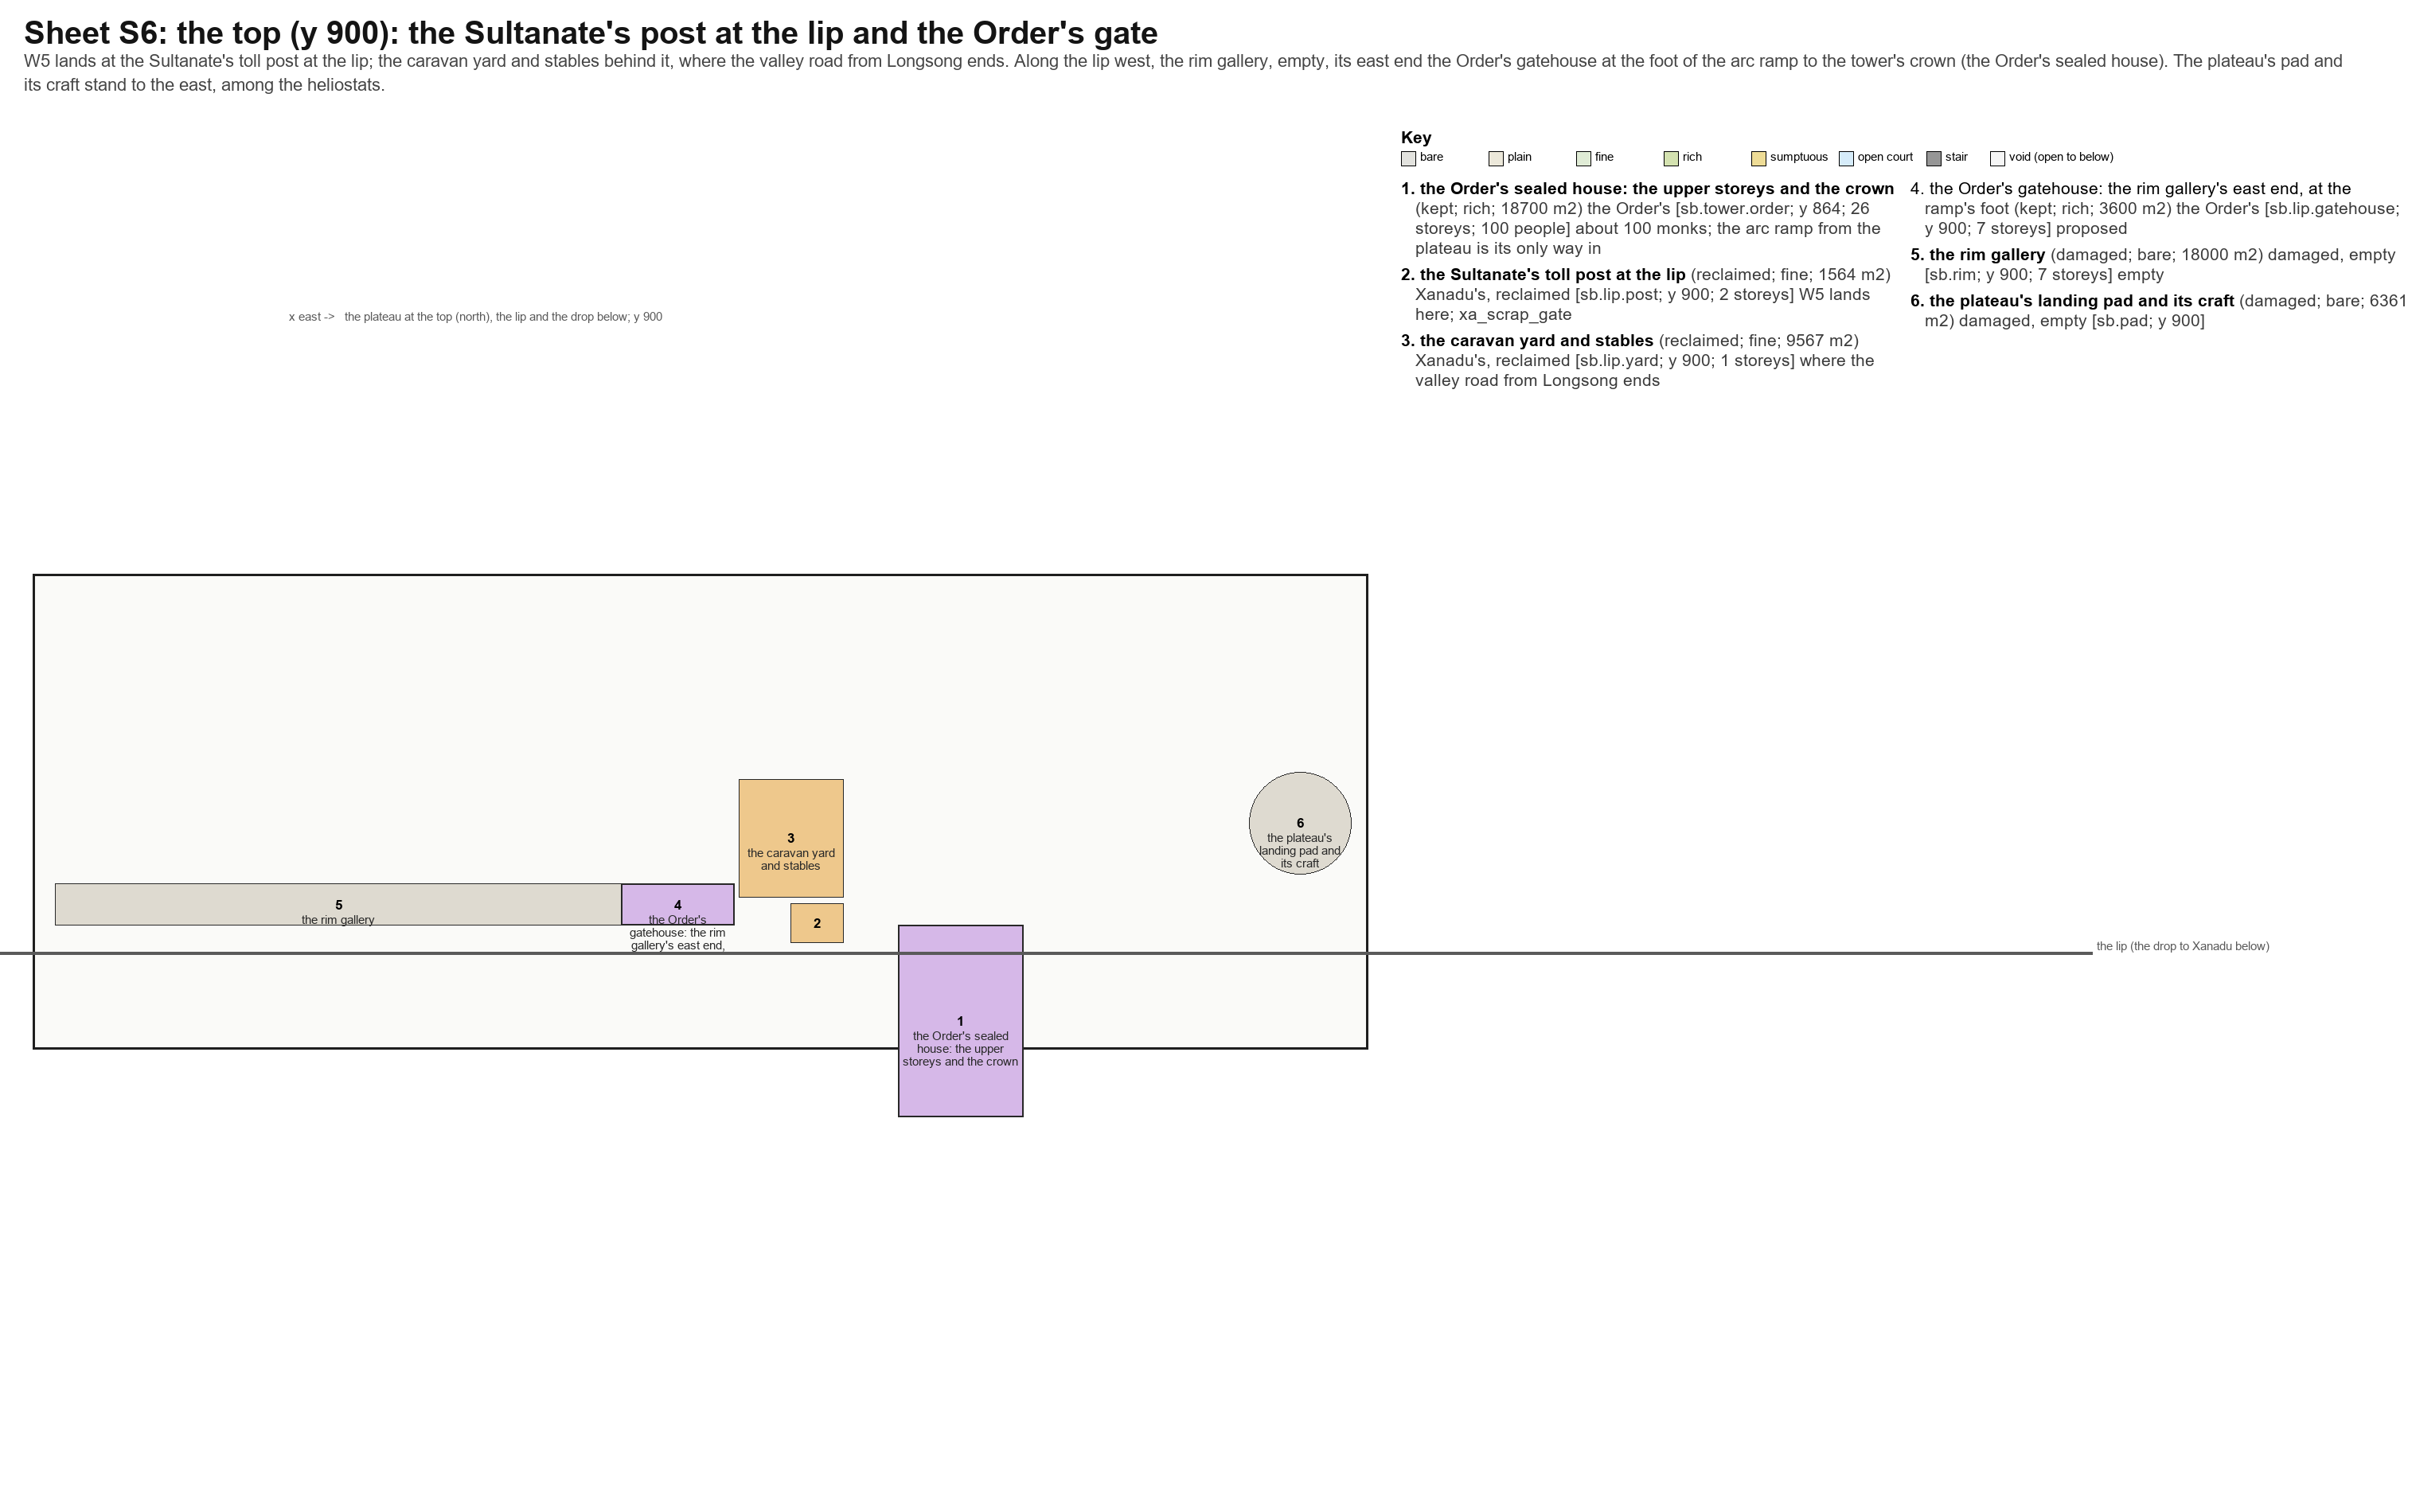 Sheet S6: the top (y 900): the Sultanate's post at the lip and the Order's gate
W5 lands at the Sultanate's toll post at the lip; the caravan yard and stables behind it, where the valley road from Longsong ends. Along the lip west, the rim gallery, empty, its east end the Order's gatehouse at the foot of the arc ramp to the tower's crown (the Order's sealed house). The plateau's pad and
its craft stand to the east, among the heliostats.
Key
bare plain fine rich sumptuous open court stair void (open to below)
1. the Order's sealed house: the upper storeys and the crown
(kept; rich; 18700 m2) the Order's [sb.tower.order; y 864; 26
storeys; 100 people] about 100 monks; the arc ramp from the
plateau is its only way in
2. the Sultanate's toll post at the lip (reclaimed; fine; 1564 m2)
Xanadu's, reclaimed [sb.lip.post; y 900; 2 storeys] W5 lands
here; xa_scrap_gate
3. the caravan yard and stables (reclaimed; fine; 9567 m2)
Xanadu's, reclaimed [sb.lip.yard; y 900; 1 storeys] where the
valley road from Longsong ends
4. the Order's gatehouse: the rim gallery's east end, at the
ramp's foot (kept; rich; 3600 m2) the Order's [sb.lip.gatehouse;
y 900; 7 storeys] proposed
5. the rim gallery (damaged; bare; 18000 m2) damaged, empty
[sb.rim; y 900; 7 storeys] empty
6. the plateau's landing pad and its craft (damaged; bare; 6361
m2) damaged, empty [sb.pad; y 900]
x east -> the plateau at the top (north), the lip and the drop below; y 900
3
the caravan yard
and stables
6
the plateau's
landing pad and
its craft
5
the rim gallery
4
the Order's
gatehouse: the rim
gallery's east end,
2
the lip (the drop to Xanadu below)
1
the Order's sealed
house: the upper
storeys and the crown